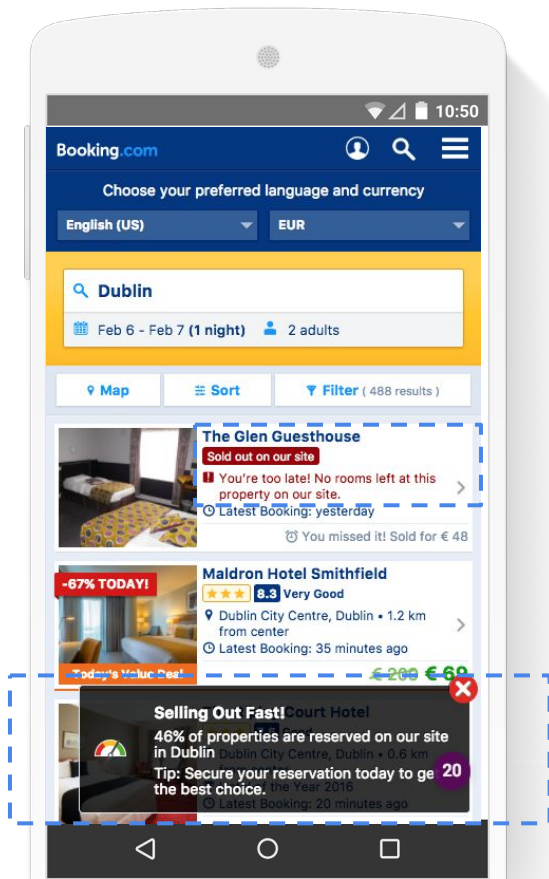 10:50
Booking.com
Choose your preferred language and currency
English (US)
EUR
Dublin
Feb 6 - Feb 7 (1 night) 2 adults
Map
Sort
Filter ( 488 results )
The Glen Guesthouse
Sold out on our site
You're too late! No rooms left at this
property on our site.
Latest Booking: yesterday
You missed it! Sold for € 48
-67% TODAY!
Maldron Hotel Smithfield
8.3 Very Good
Dublin City Centre, Dublin • 1.2 km
from center
Latest Booking: 35 minutes ago
Today's Value Deal
€ 209 € 69
Court Hotel
Selling Out Fast!
46% of properties are reserved on our site
in Dublin
Tip: Secure your reservation today to ge
the best choice.
20
Dublin City Centre, Dublin • 0.6 km
the Year 2016
Latest Booking: 20 minutes ago